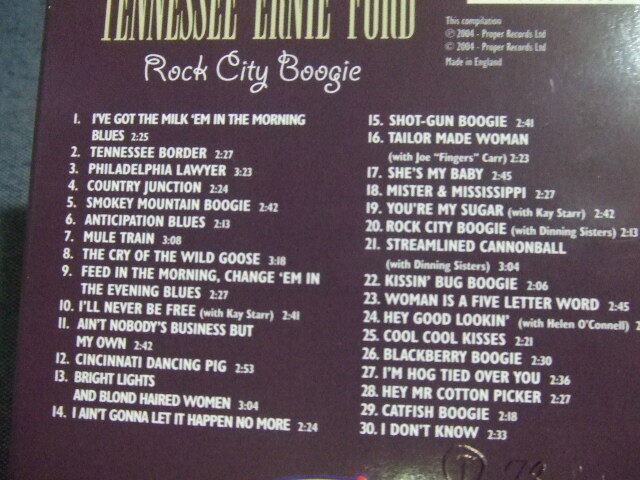 TENNESSEE ERNIE FORD
Rock City Boogie
This compilation
℗ 2004 - Proper Records Ltd
© 2004 - Proper Records Ltd
Made in England
1. I'VE GOT THE MILK 'EM IN THE MORNING
BLUES 2:25
2. TENNESSEE BORDER 2:27
3. PHILADELPHIA LAWYER 3:23
4. COUNTRY JUNCTION 2:24
5. SMOKEY MOUNTAIN BOOGIE 2:42
6. ANTICIPATION BLUES 2:13
7. MULE TRAIN 3:08
8. THE CRY OF THE WILD GOOSE 3:18
9. FEED IN THE MORNING, CHANGE 'EM IN
THE EVENING BLUES 2:27
10. I'LL NEVER BE FREE (with Kay Starr) 2:41
11. AIN'T NOBODY'S BUSINESS BUT
MY OWN 2:42
12. CINCINNATI DANCING PIG 2:53
13. BRIGHT LIGHTS
AND BLOND HAIRED WOMEN 3:04
14. I AIN'T GONNA LET IT HAPPEN NO MORE 2:24
15. SHOT-GUN BOOGIE 2:41
16. TAILOR MADE WOMAN
(with Joe "Fingers" Carr) 2:23
17. SHE'S MY BABY 2:45
18. MISTER & MISSISSIPPI 2:27
19. YOU'RE MY SUGAR (with Kay Starr) 2:42
20. ROCK CITY BOOGIE (with Dinning Sisters) 2:13
21. STREAMLINED CANNONBALL
(with Dinning Sisters) 3:04
22. KISSIN' BUG BOOGIE 2:06
23. WOMAN IS A FIVE LETTER WORD 2:45
24. HEY GOOD LOOKIN' (with Helen O'Connell)
25. COOL COOL KISSES 2:21
26. BLACKBERRY BOOGIE 2:30
27. I'M HOG TIED OVER YOU 2:36
28. HEY MR COTTON PICKER 2:27
29. CATFISH BOOGIE 2:18
30. I DON'T KNOW 2:33